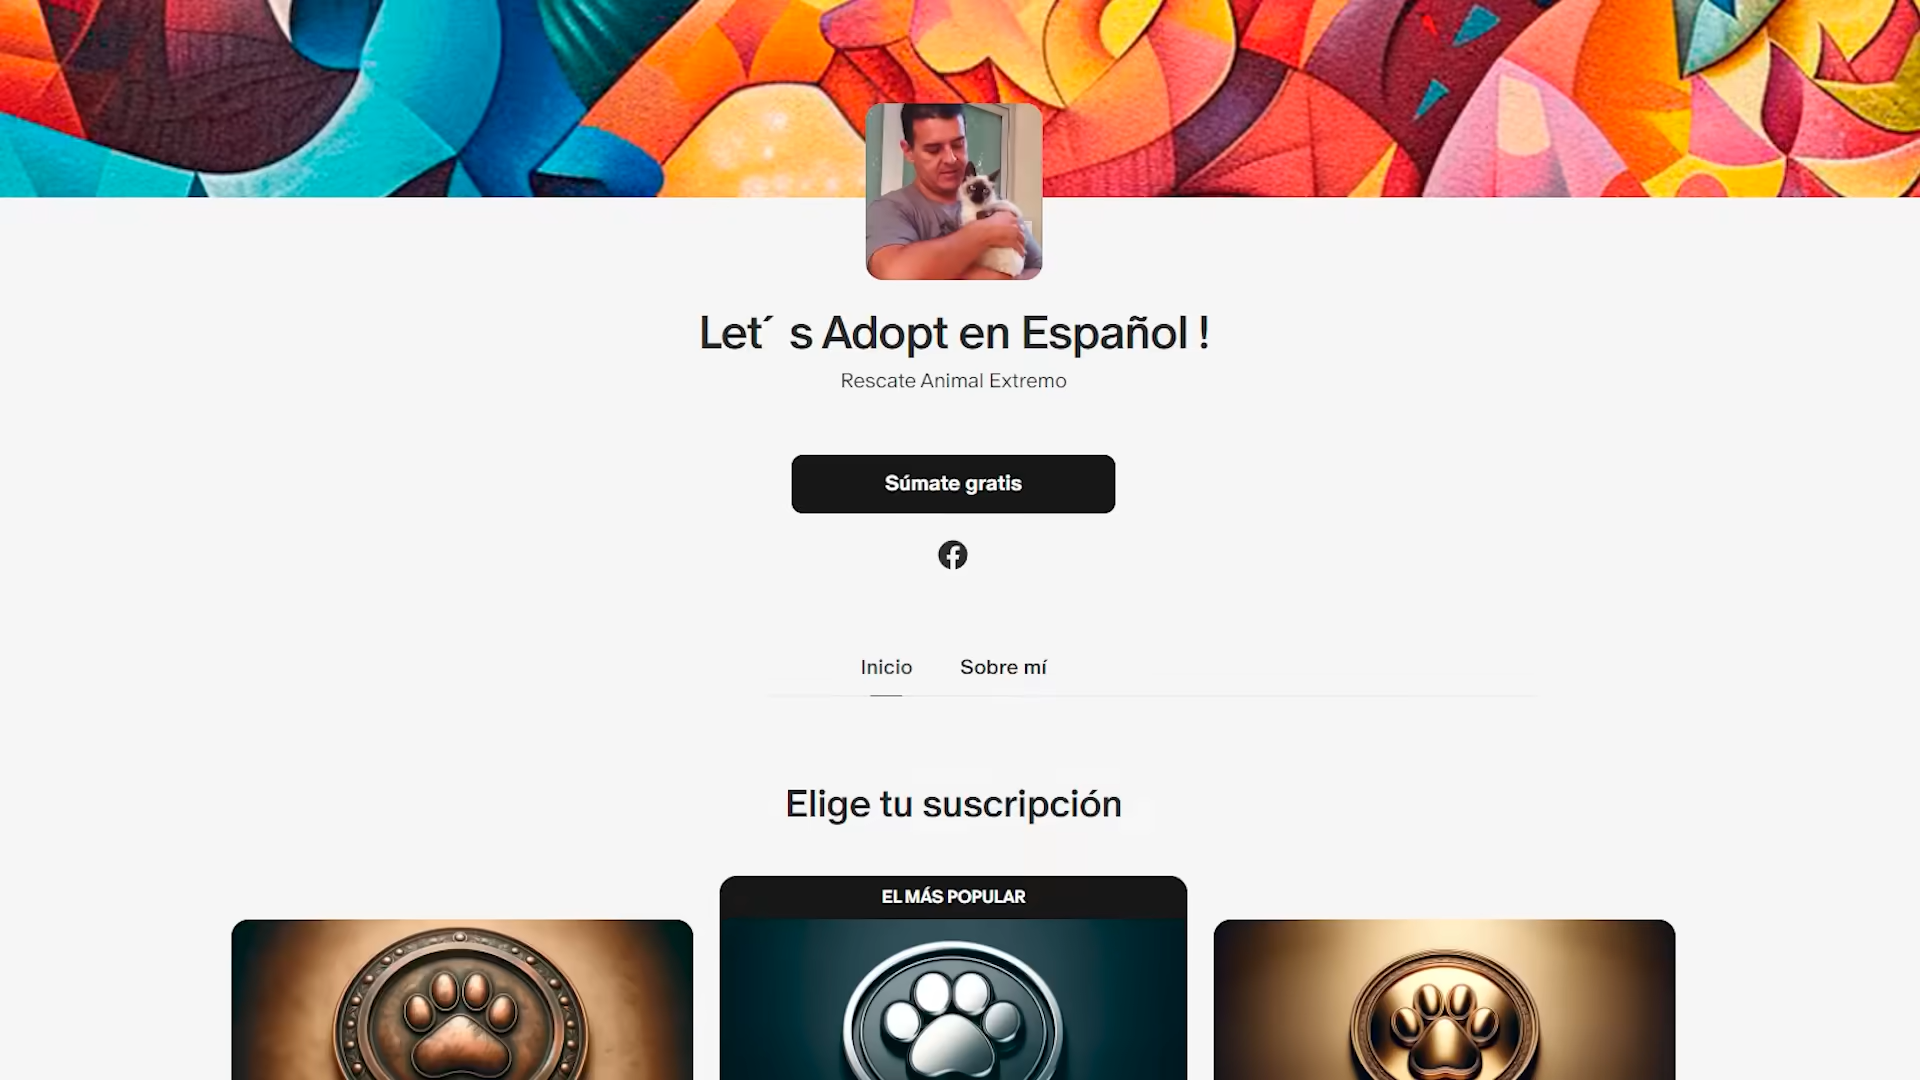 Let´ s Adopt en Español !
Rescate Animal Extremo
Súmate gratis
Inicio
Sobre mí
Elige tu suscripción
EL MÁS POPULAR